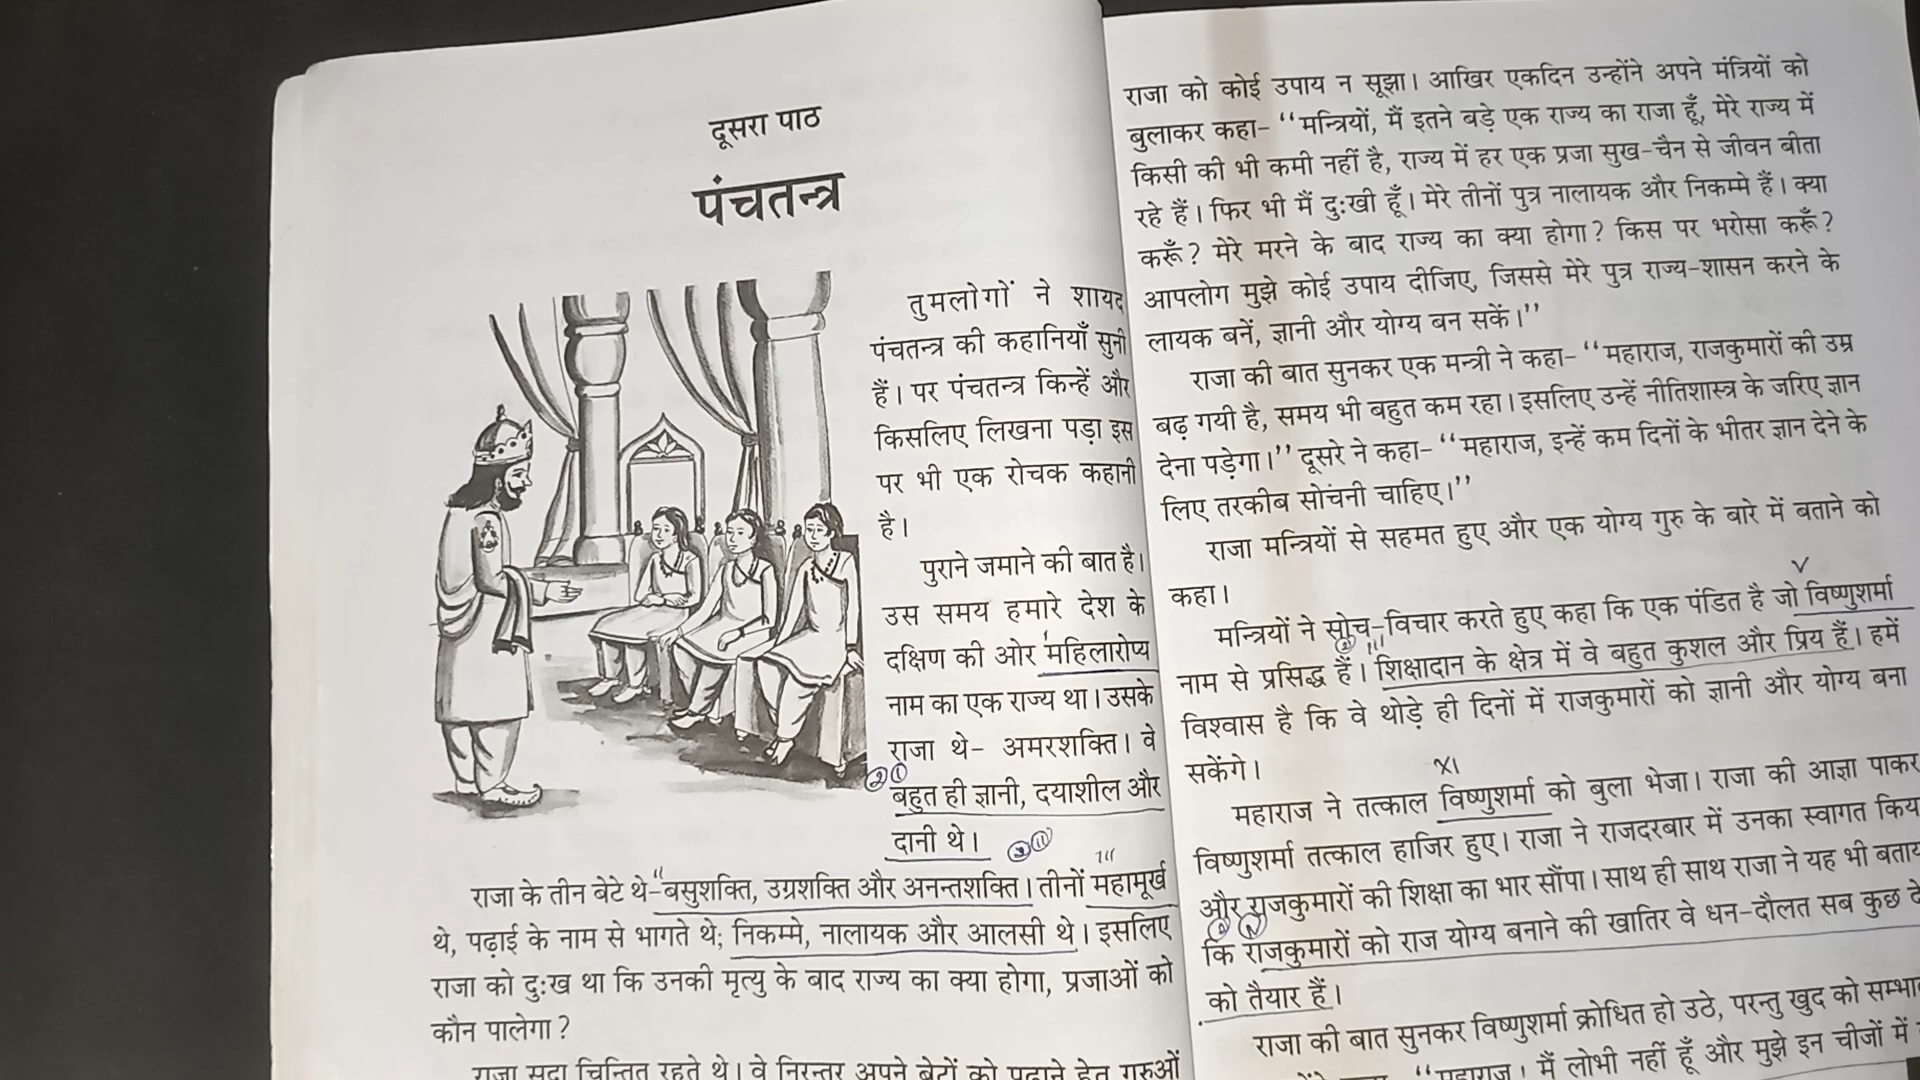 दूसरा पाठ
पंचतन्त्र
तुमलोगों ने शायद
पंचतन्त्र की कहानियाँ सुनी
हैं। पर पंचतन्त्र किन्हें और
किसलिए लिखना पड़ा इस
पर भी एक रोचक कहानी
है।
पुराने जमाने की बात है।
उस समय हमारे देश के
दक्षिण की ओर महिलारोप्य
नाम का एक राज्य था। उसके
राजा थे- अमरशक्ति। वे
बहुत ही ज्ञानी, दयाशील और
दानी थे।
राजा के तीन बेटे थे-बसुशक्ति, उग्रशक्ति और अनन्तशक्ति। तीनों महामूर्ख
थे, पढ़ाई के नाम से भागते थे; निकम्मे, नालायक और आलसी थे। इसलिए
राजा को दुःख था कि उनकी मृत्यु के बाद राज्य का क्या होगा, प्रजाओं को
कौन पालेगा?
राजा सदा चिन्तित रहते थे। वे निरन्तर अपने बेटों को पढ़ाने हेतु गुरुओं
राजा को कोई उपाय न सूझा। आखिर एकदिन उन्होंने अपने मंत्रियों को
बुलाकर कहा- “मन्त्रियों, मैं इतने बड़े एक राज्य का राजा हूँ, मेरे राज्य में
किसी की भी कमी नहीं है, राज्य में हर एक प्रजा सुख-चैन से जीवन बीता
रहे हैं। फिर भी मैं दुःखी हूँ। मेरे तीनों पुत्र नालायक और निकम्मे हैं। क्या
करूँ? मेरे मरने के बाद राज्य का क्या होगा? किस पर भरोसा करूँ?
आपलोग मुझे कोई उपाय दीजिए, जिससे मेरे पुत्र राज्य-शासन करने के
लायक बनें, ज्ञानी और योग्य बन सकें।”
राजा की बात सुनकर एक मन्त्री ने कहा- “महाराज, राजकुमारों की उम्र
बढ़ गयी है, समय भी बहुत कम रहा। इसलिए उन्हें नीतिशास्त्र के जरिए ज्ञान
देना पड़ेगा।” दूसरे ने कहा- “महाराज, इन्हें कम दिनों के भीतर ज्ञान देने के
लिए तरकीब सोचनी चाहिए।”
राजा मन्त्रियों से सहमत हुए और एक योग्य गुरु के बारे में बताने को
कहा।
मन्त्रियों ने सोच-विचार करते हुए कहा कि एक पंडित है जो विष्णुशर्मा
नाम से प्रसिद्ध हैं। शिक्षादान के क्षेत्र में वे बहुत कुशल और प्रिय हैं। हमें
विश्वास है कि वे थोड़े ही दिनों में राजकुमारों को ज्ञानी और योग्य बना
सकेंगे।
महाराज ने तत्काल विष्णुशर्मा को बुला भेजा। राजा की आज्ञा पाकर
विष्णुशर्मा तत्काल हाजिर हुए। राजा ने राजदरबार में उनका स्वागत
और राजकुमारों की शिक्षा का भार सौंपा। साथ ही साथ राजा ने यह भी
कि राजकुमारों को राज योग्य बनाने की खातिर वे धन-दौलत सब कुछ
को तैयार हैं।
राजा की बात सुनकर विष्णुशर्मा क्रोधित हो उठे, परन्तु खुद को
“महाराज। मैं लोभी नहीं हूँ और मुझे इन चीजों में